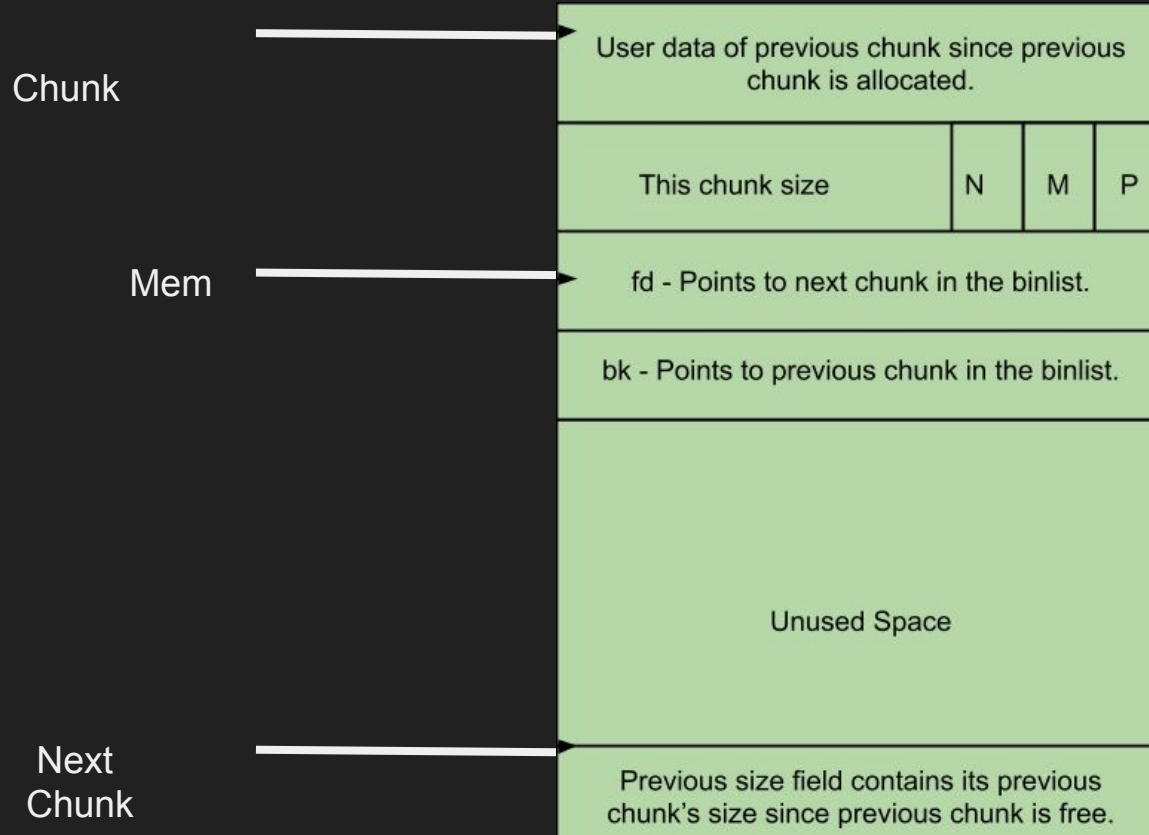 User data of previous chunk since previous
chunk is allocated.
Chunk
This chunk size N M P
Mem
fd - Points to next chunk in the binlist.
bk - Points to previous chunk in the binlist.
Unused Space
Next
Chunk
Previous size field contains its previous
chunk's size since previous chunk is free.